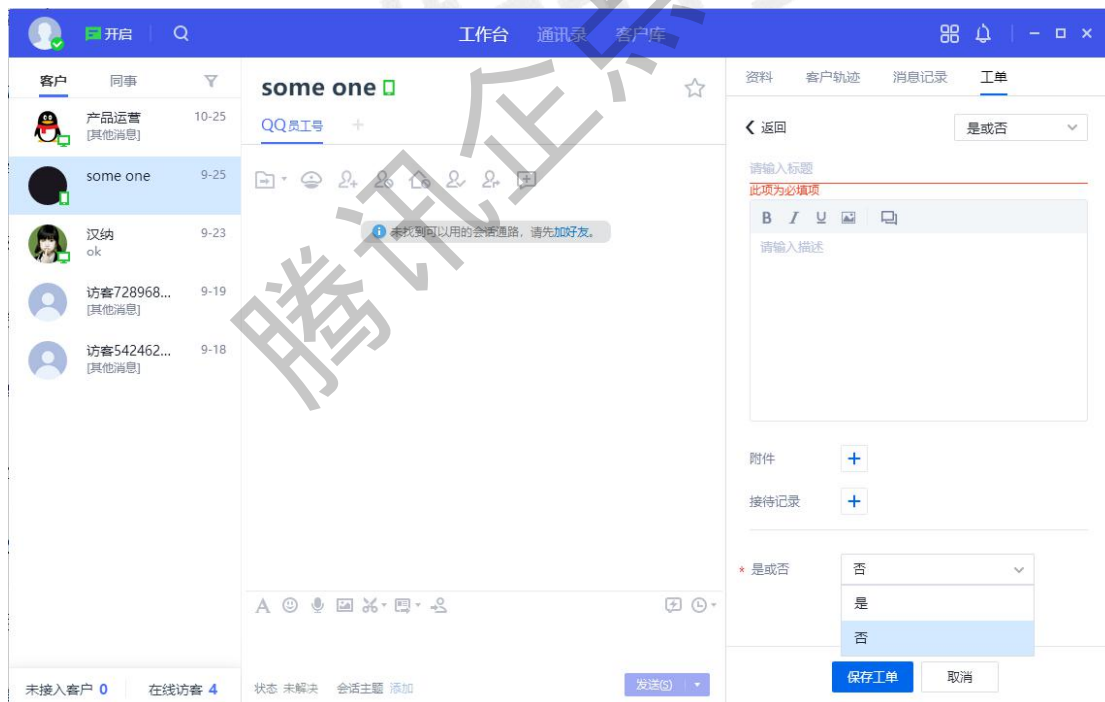 开启
工作台 通讯录 客户库
客户 同事
产品运营 10-25
[其他消息]
some one 9-25
汉纳 9-23
ok
访客728968... 9-19
[其他消息]
访客542462... 9-18
[其他消息]
未接入客户 0 在线访客 4
some one
QQ员工号 +
未找到可以用的会话通路，请先加好友。
状态 未解决 会话主题 添加
发送(S)
资料 客户轨迹 消息记录 工单
返回 是或否
请输入标题
此项为必填项
B I U
请输入描述
附件 +
接待记录 +
* 是或否 否
是
否
保存工单 取消
腾讯企点